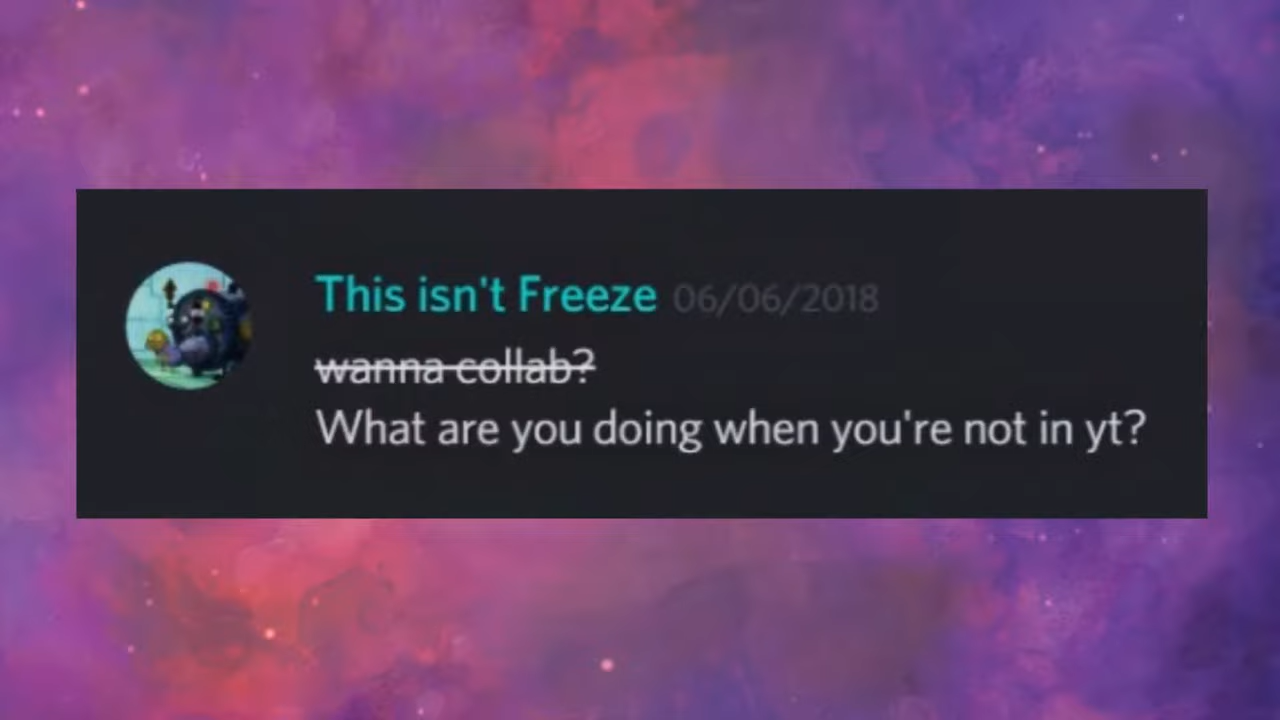 This isn't Freeze 06/06/2018
wanna collab?
What are you doing when you're not in yt?